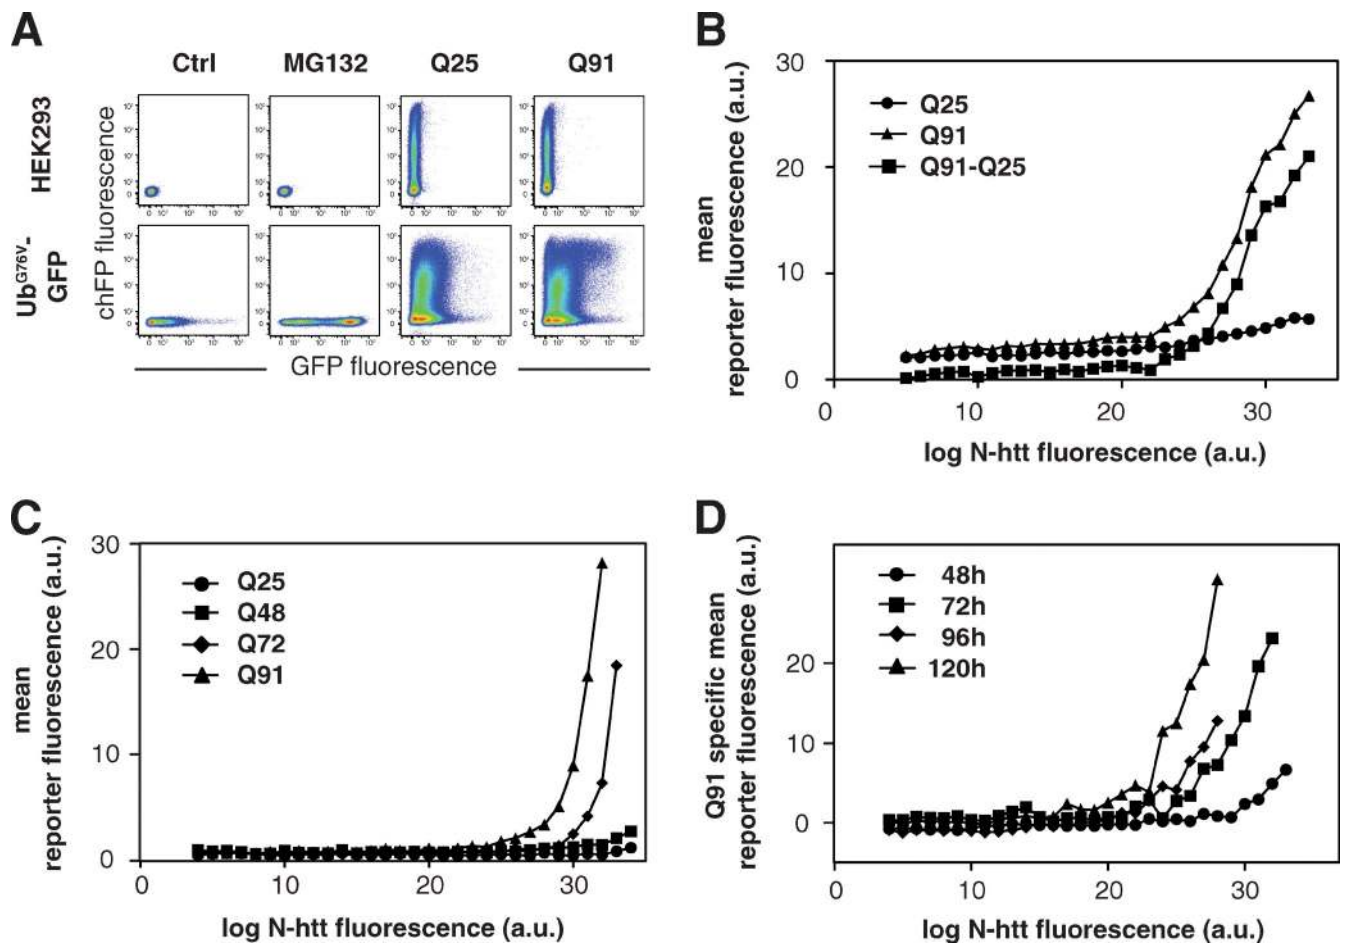 A
Ctrl MG132 Q25 Q91
HEK293
Ub^G76V-
GFP
chFP fluorescence
GFP fluorescence
B
mean
reporter fluorescence (a.u.)
30
20
10
0
Q25
Q91
Q91-Q25
0 10 20 30
log N-htt fluorescence (a.u.)
C
mean
reporter fluorescence (a.u.)
30
20
10
0
Q25
Q48
Q72
Q91
0 10 20 30
log N-htt fluorescence (a.u.)
D
Q91 specific mean
reporter fluorescence (a.u.)
20
10
0
48h
72h
96h
120h
0 10 20 30
log N-htt fluorescence (a.u.)